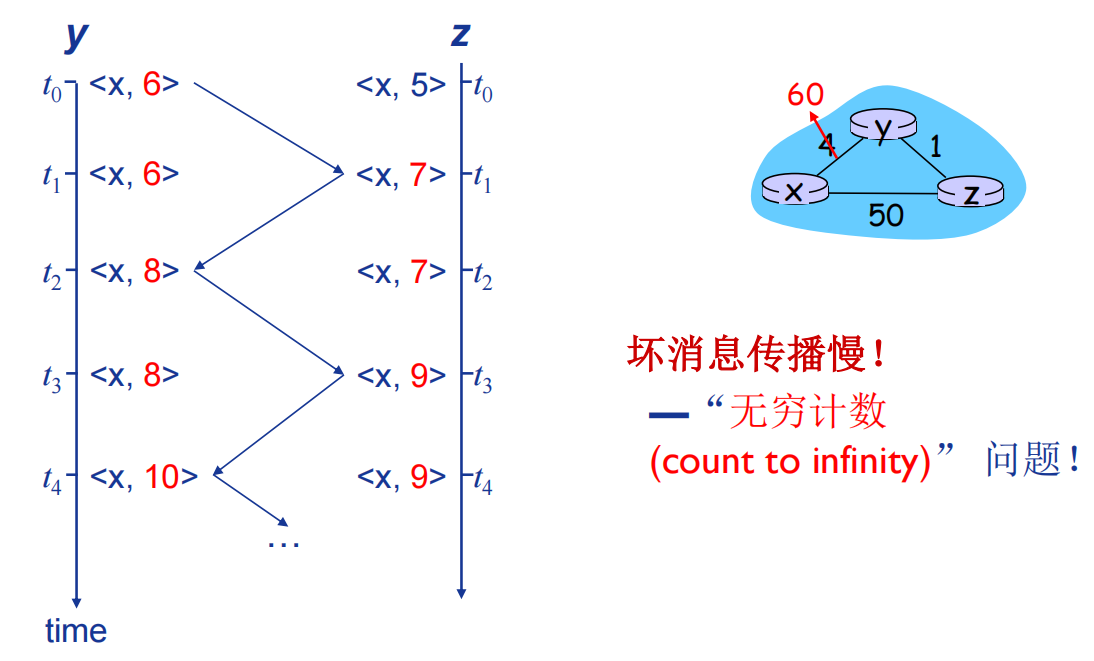 y z
t0 <x, 6> <x, 5> t0
t1 <x, 6> <x, 7> t1
t2 <x, 8> <x, 7> t2
t3 <x, 8> <x, 9> t3
t4 <x, 10> <x, 9> t4
...
time
60
y
4 1
x z
50
坏消息传播慢！
—“无穷计数
(count to infinity)” 问题！